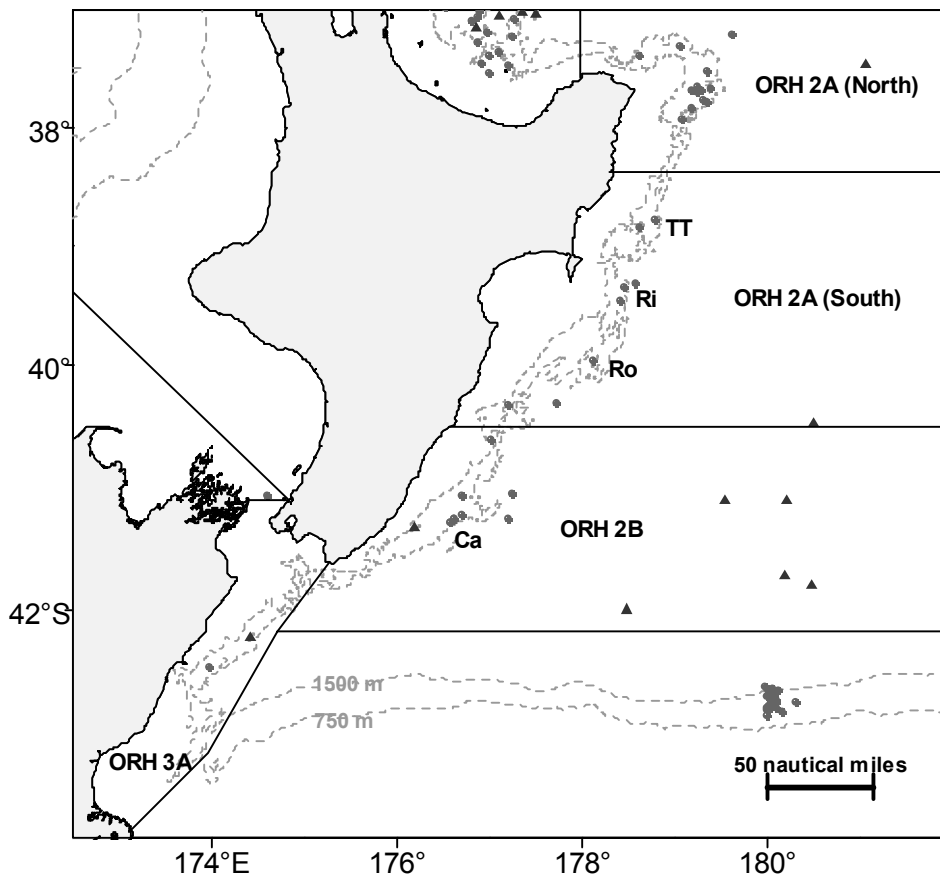 ORH 2A (North)
38°
TT
Ri
ORH 2A (South)
40°
Ro
ORH 2B
Ca
42°S
1500 m
750 m
ORH 3A
50 nautical miles
174°E
176°
178°
180°